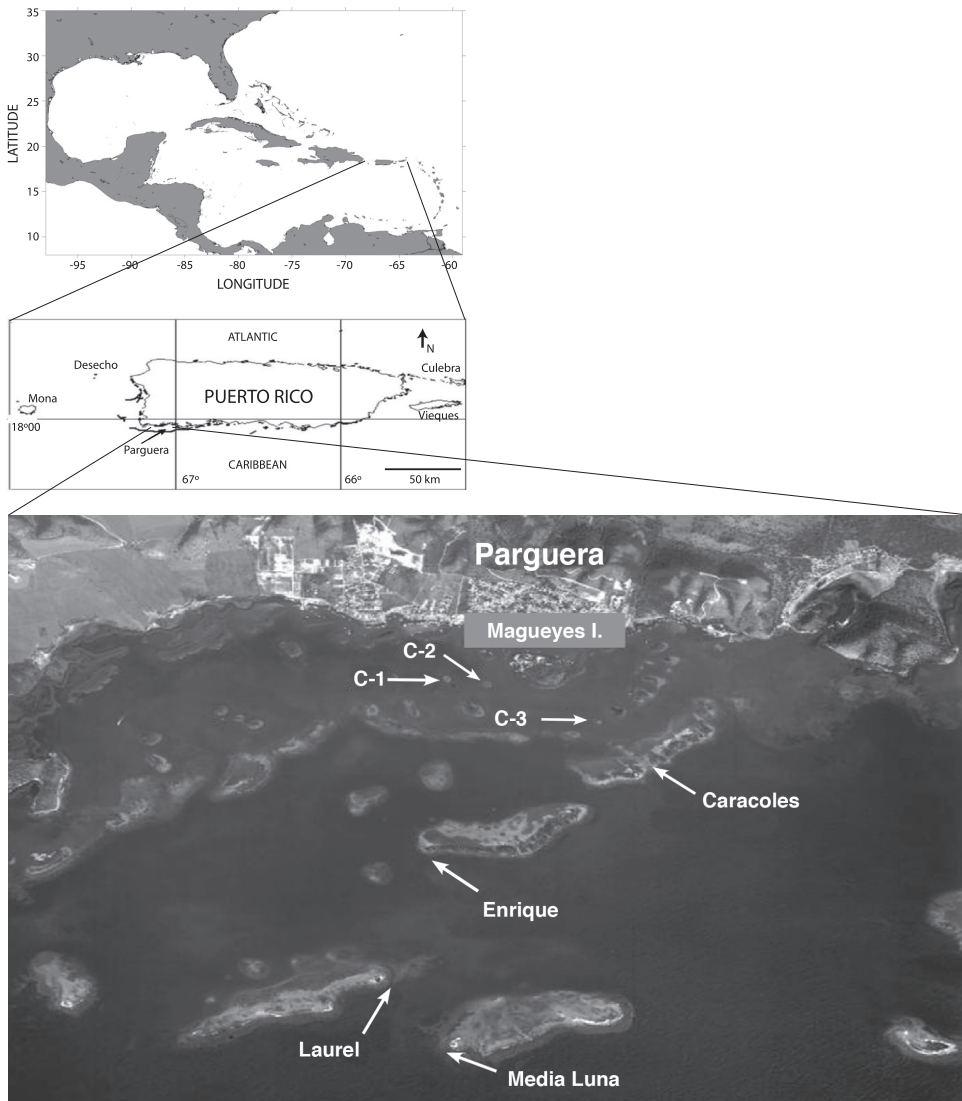 35
30
25
20
15
10
LATITUDE
-95
-90
-85
-80
-75
-70
-65
-60
LONGITUDE
ATLANTIC
N
Desecho
Culebra
Mona
PUERTO RICO
Vieques
18º00
Parguera
CARIBBEAN
67º
66º
50 km
Parguera
Magueyes I.
C-2
C-1
C-3
Caracoles
Enrique
Laurel
Media Luna